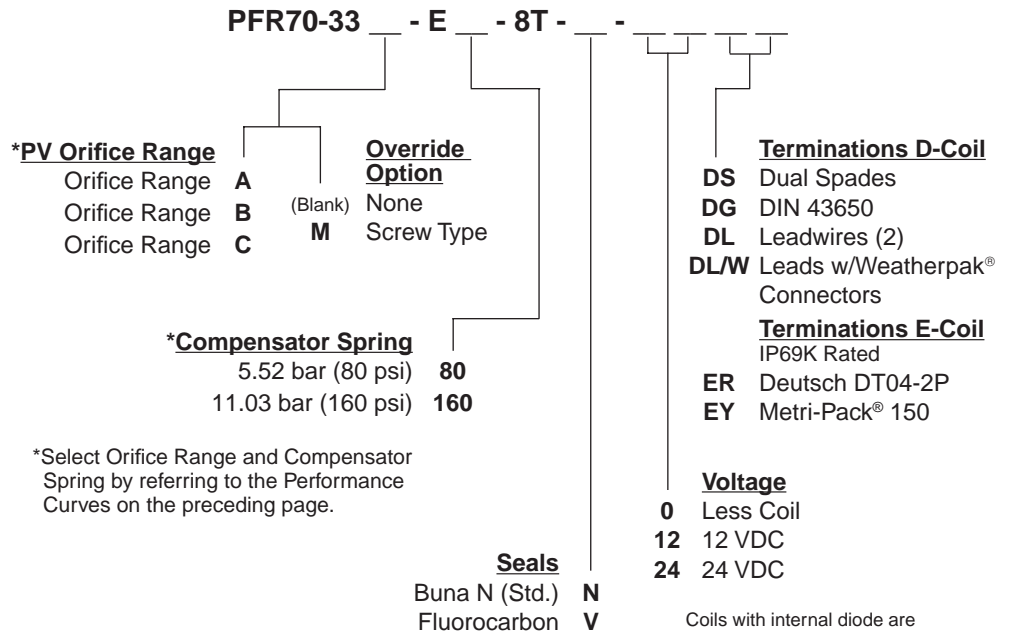 PFR70-33 __ - E __ - 8T - __ - __ __ __ __
*PV Orifice Range
Orifice Range A
Orifice Range B
Orifice Range C
Override
Option
(Blank) None
M Screw Type
*Compensator Spring
5.52 bar (80 psi) 80
11.03 bar (160 psi) 160
*Select Orifice Range and Compensator
Spring by referring to the Performance
Curves on the preceding page.
Seals
Buna N (Std.) N
Fluorocarbon V
Terminations D-Coil
DS Dual Spades
DG DIN 43650
DL Leadwires (2)
DL/W Leads w/Weatherpak®
Connectors
Terminations E-Coil
IP69K Rated
ER Deutsch DT04-2P
EY Metri-Pack® 150
Voltage
0 Less Coil
12 12 VDC
24 24 VDC
Coils with internal diode are